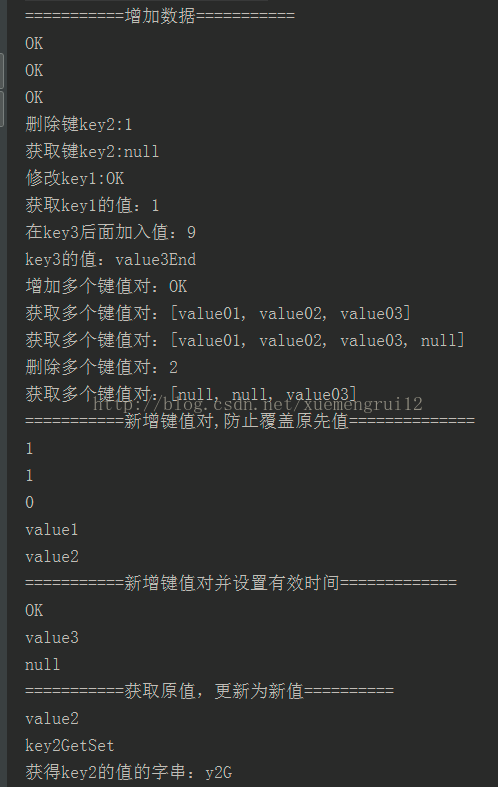 ===========增加数据===========
OK
OK
OK
删除键key2:1
获取键key2:null
修改key1:OK
获取key1的值：1
在key3后面加入值：9
key3的值：value3End
增加多个键值对：OK
获取多个键值对：[value01, value02, value03]
获取多个键值对：[value01, value02, value03, null]
删除多个键值对：2
获取多个键值对：[null, null, value03]
http://blog.csdn.net/xuemengrui12
===========新增键值对,防止覆盖原先值==============
1
1
0
value1
value2
===========新增键值对并设置有效时间=============
OK
value3
null
===========获取原值，更新为新值==========
value2
key2GetSet
获得key2的值的字串：y2G